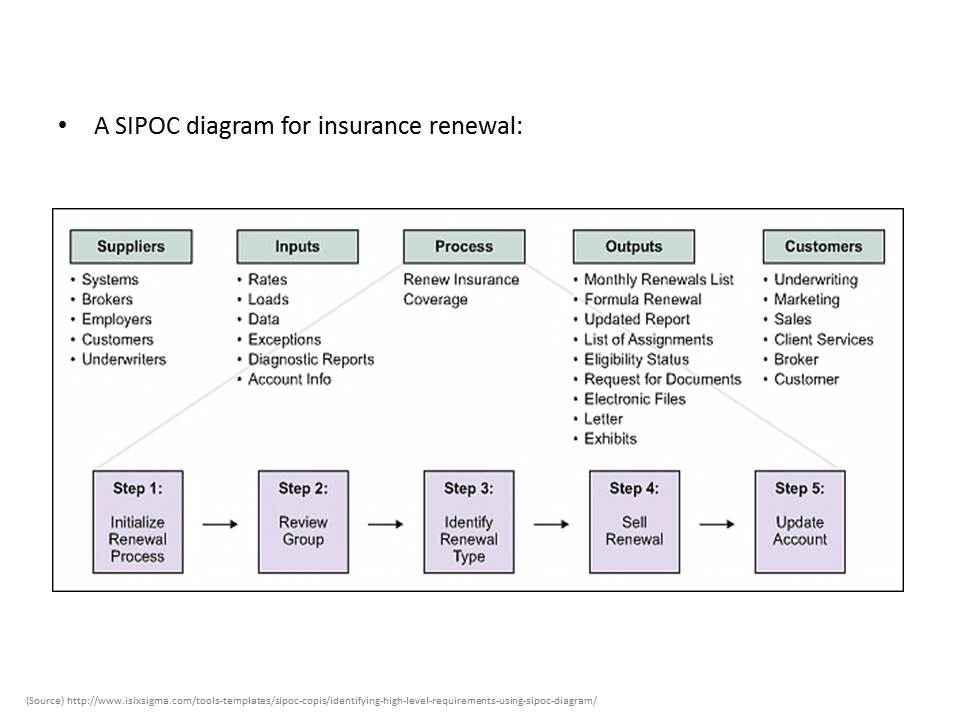 • A SIPOC diagram for insurance renewal:
Suppliers
• Systems
• Brokers
• Employers
• Customers
• Underwriters
Inputs
• Rates
• Loads
• Data
• Exceptions
• Diagnostic Reports
• Account Info
Process
Renew Insurance
Coverage
Outputs
• Monthly Renewals List
• Formula Renewal
• Updated Report
• List of Assignments
• Eligibility Status
• Request for Documents
• Electronic Files
• Letter
• Exhibits
Customers
• Underwriting
• Marketing
• Sales
• Client Services
• Broker
• Customer
Step 1:
Initialize
Renewal
Process
Step 2:
Review
Group
Step 3:
Identify
Renewal
Type
Step 4:
Sell
Renewal
Step 5:
Update
Account
(Source) http://www.isixsigma.com/tools-templates/sipoc-copis/identifying-high-level-requirements-using-sipoc-diagram/